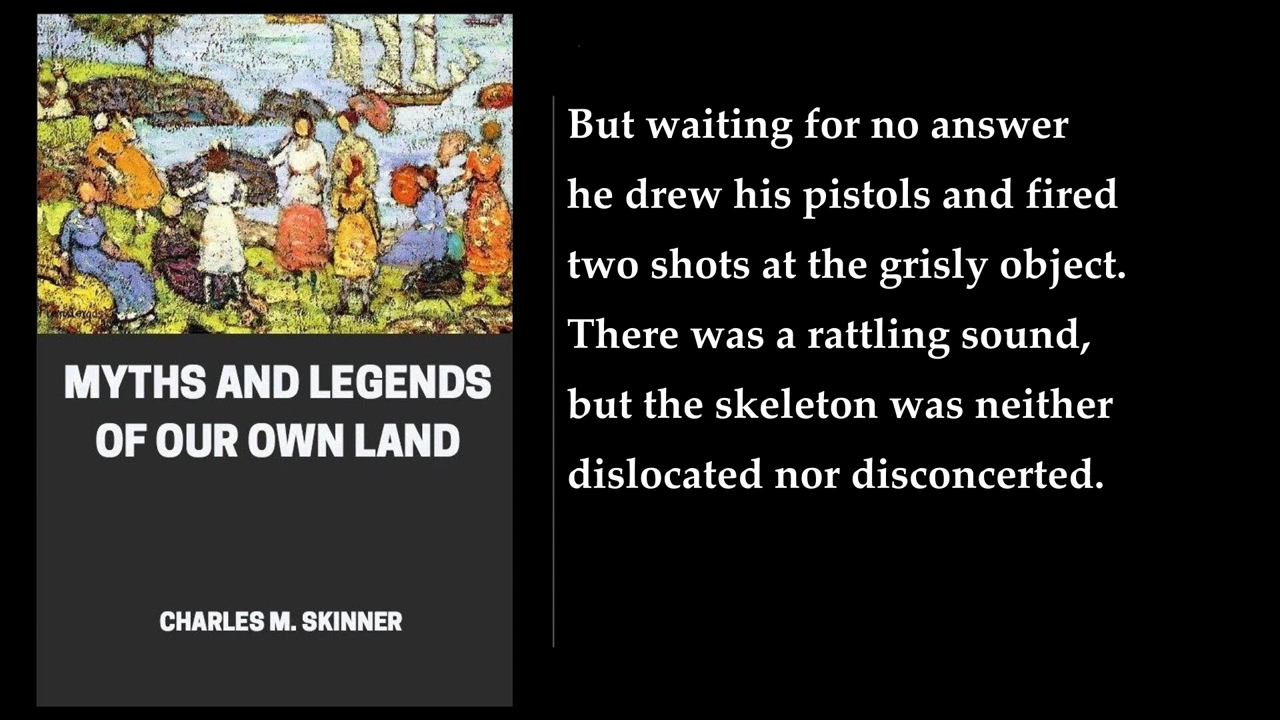 MYTHS AND LEGENDS
OF OUR OWN LAND
CHARLES M. SKINNER
But waiting for no answer
he drew his pistols and fired
two shots at the grisly object.
There was a rattling sound,
but the skeleton was neither
dislocated nor disconcerted.